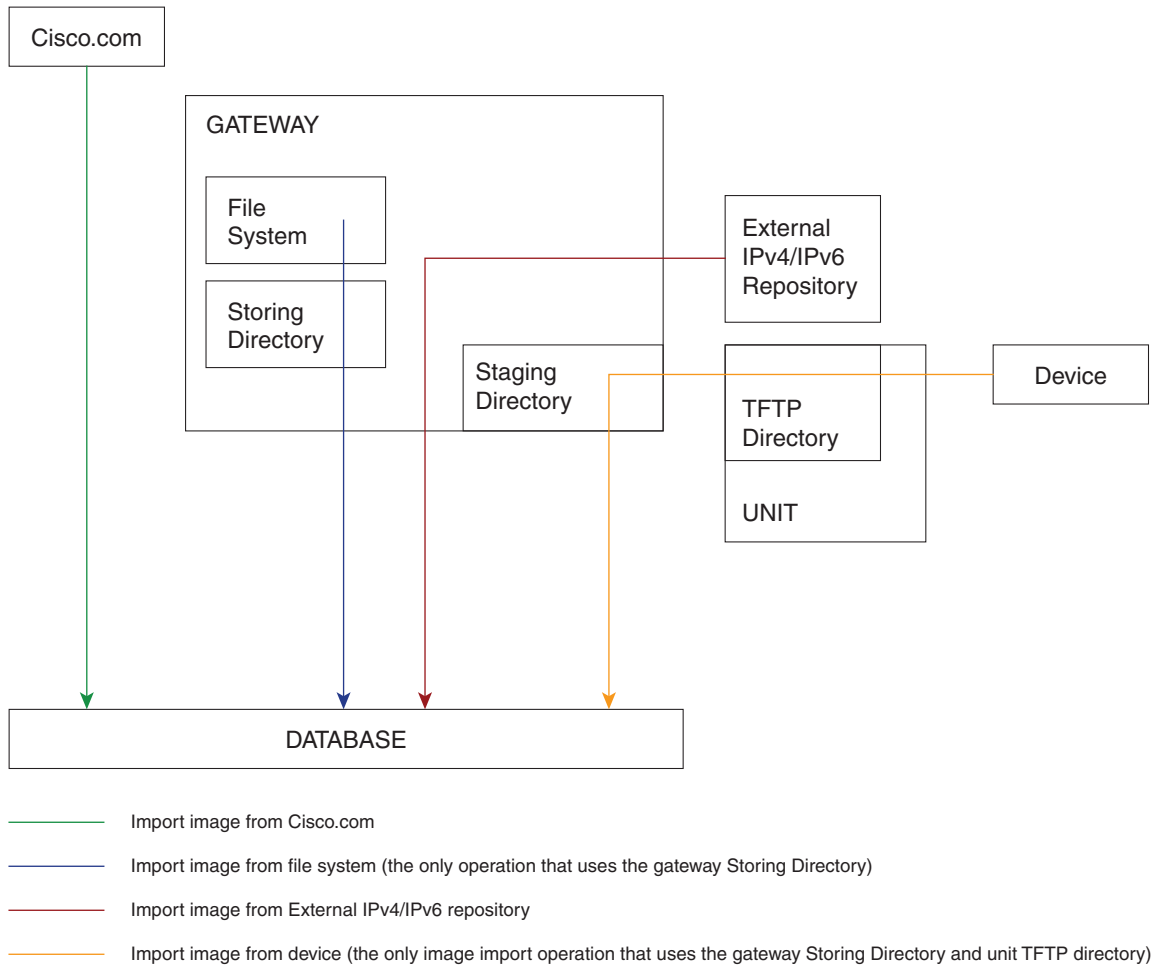 Cisco.com
GATEWAY
File
System
External
IPv4/IPv6
Repository
Storing
Directory
Staging
Directory
Device
TFTP
Directory
UNIT
DATABASE
Import image from Cisco.com
Import image from file system (the only operation that uses the gateway Storing Directory)
Import image from External IPv4/IPv6 repository
Import image from device (the only image import operation that uses the gateway Storing Directory and unit TFTP directory)